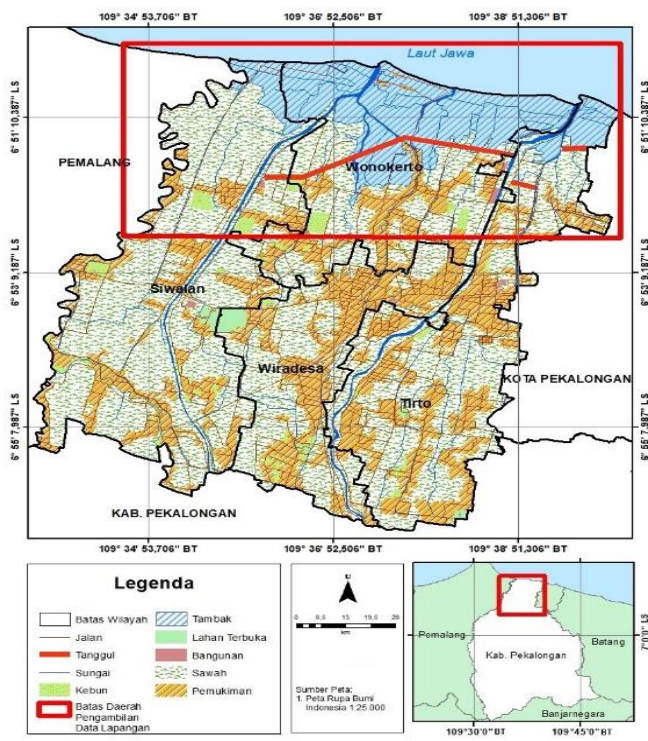 109° 34' 53,706" BT
109° 36' 52,506" BT
109° 38' 51,306" BT
Laut Jawa
6° 51' 10,387" LS
6° 51' 10,387" LS
PEMALANG
Wonokerto
6° 53' 9,187" LS
6° 53' 9,187" LS
Siwalan
Wiradesa
Tirto
KOTA PEKALONGAN
6° 55' 7,987" LS
6° 55' 7,987" LS
KAB. PEKALONGAN
109° 34' 53,706" BT
109° 36' 52,506" BT
109° 38' 51,306" BT
Legenda
Batas Wilayah
Jalan
Tanggul
Sungai
Kebun
Batas Daerah
Pengambilan
Data Lapangan
Tambak
Lahan Terbuka
Bangunan
Sawah
Pemukiman
km
Sumber Peta:
1. Peta Rupa Bumi
Indonesia 1:25.000
Pemalang
Batang
Kab. Pekalongan
Banjarnegara
7°0'0" LS
109°30'0" BT
109°45'0" BT